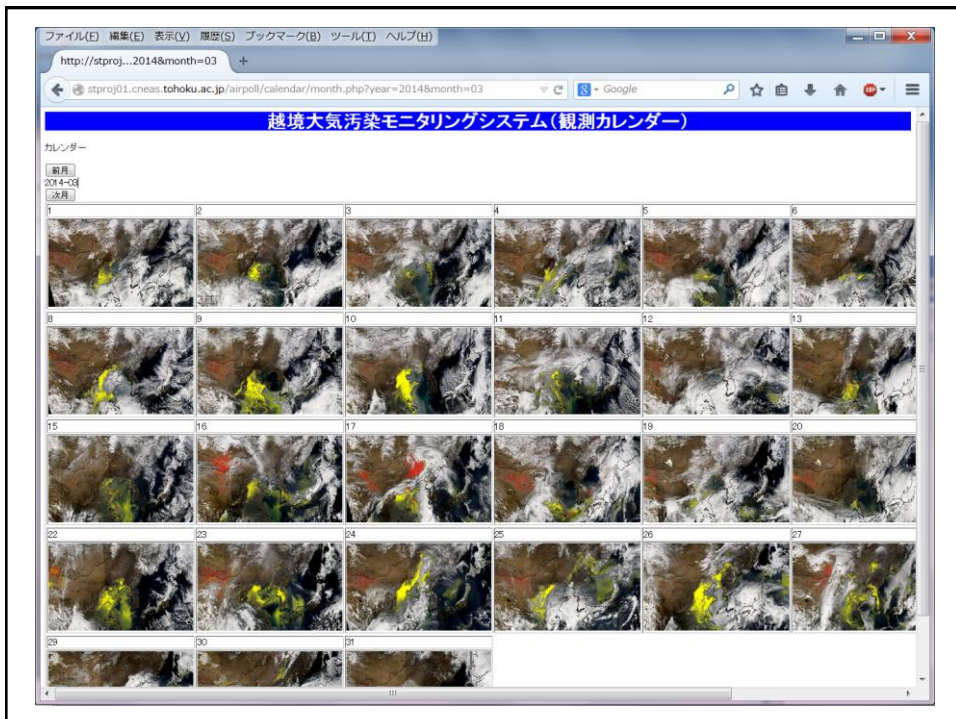 ファイル(F) 編集(E) 表示(V) 履歴(S) ブックマーク(B) ツール(T) ヘルプ(H)
http://stproj...2014&month=03
stproj01.cneas.tohoku.ac.jp/airpoll/calendar/month.php?year=2014&month=03
Google
越境大気汚染モニタリングシステム(観測カレンダー)
カレンダー
前月
2014-03
次月
1 2 3 4 5 6
8 9 10 11 12 13
15 16 17 18 19 20
22 23 24 25 26 27
29 30 31